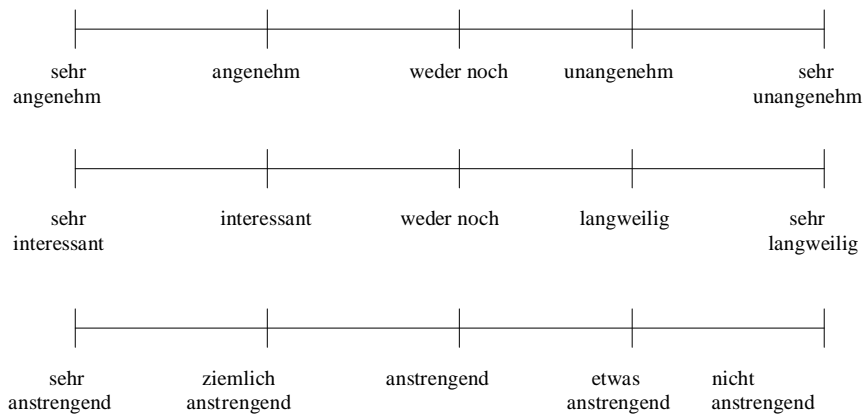 sehr angenehm weder noch unangenehm sehr
angenehm unangenehm
sehr interessant weder noch langweilig sehr
interessant langweilig
sehr ziemlich anstrengend etwas nicht
anstrengend anstrengend anstrengend anstrengend